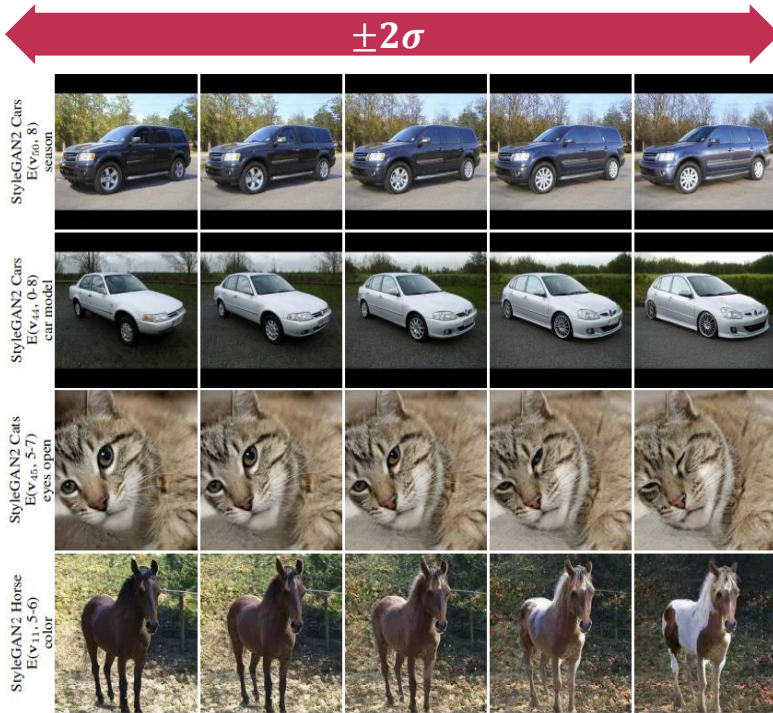 ±2σ
StyleGAN2 Cars
E(v₅₀, 8)
season
StyleGAN2 Cars
E(v₄₄, 0-8)
car model
StyleGAN2 Cats
E(v₄₅, 5-7)
eyes open
StyleGAN2 Horse
E(v₁₁, 5-6)
color